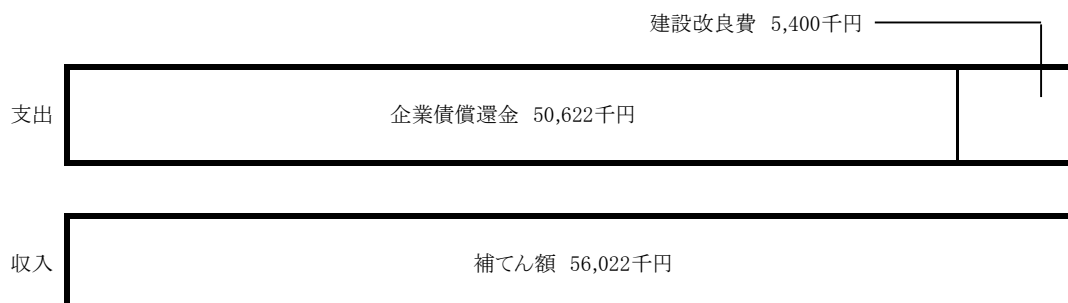 建設改良費 5,400千円
支出
企業債償還金 50,622千円
収入
補てん額 56,022千円